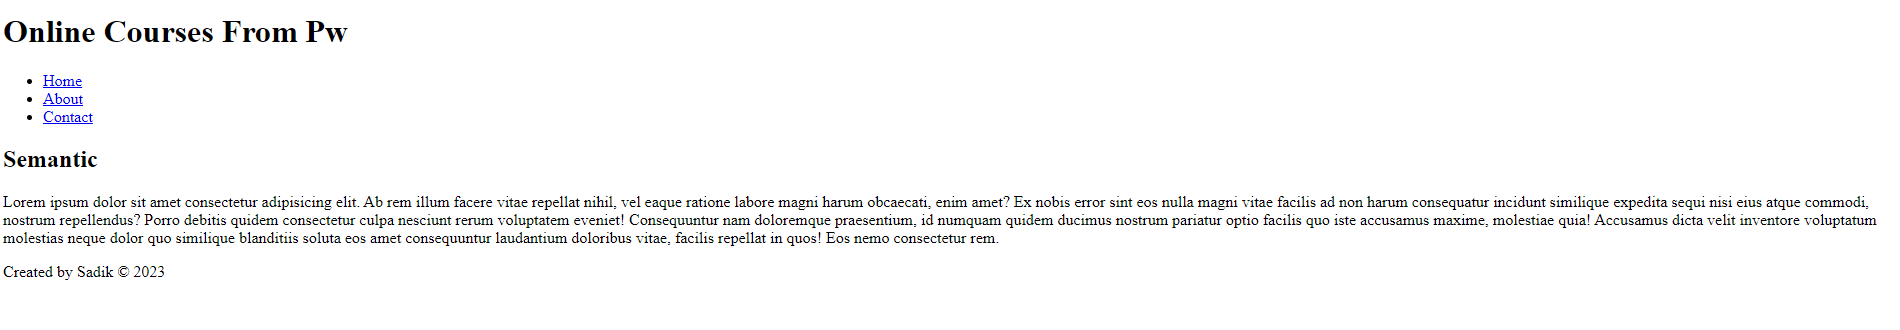 Online Courses From Pw
Home
About
Contact
Semantic
Lorem ipsum dolor sit amet consectetur adipisicing elit. Ab rem illum facere vitae repellat nihil, vel eaque ratione labore magni harum obcaecati, enim amet? Ex nobis error sint eos nulla magni vitae facilis ad non harum consequatur incidunt similique expedita sequi nisi eius atque commodi,
nostrum repellendus? Porro debitis quidem consectetur culpa nesciunt rerum voluptatem eveniet! Consequuntur nam doloremque praesentium, id numquam quidem ducimus nostrum pariatur optio facilis quo iste accusamus maxime, molestiae quia! Accusamus dicta velit inventore voluptatum
molestias neque dolor quo similique blanditiis soluta eos amet consequuntur laudantium doloribus vitae, facilis repellat in quos! Eos nemo consectetur rem.
Created by Sadik © 2023